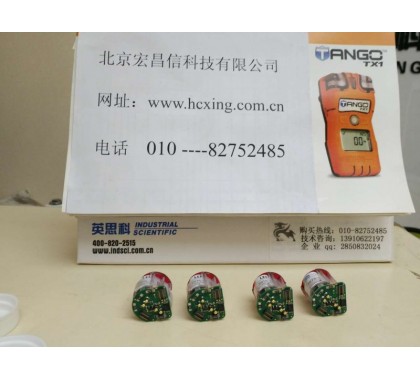 北京宏昌信科技有限公司
网址：www.hcxing.com.cn
电话 010 ----82752485
TANGO
TX1
TANGO
英思科 INDUSTRIAL SCIENTIFIC
400-820-2515
www.indsci.com.cn
购买热线：010-82752485
技术咨询：13910622197
企 业 qq：2850832024